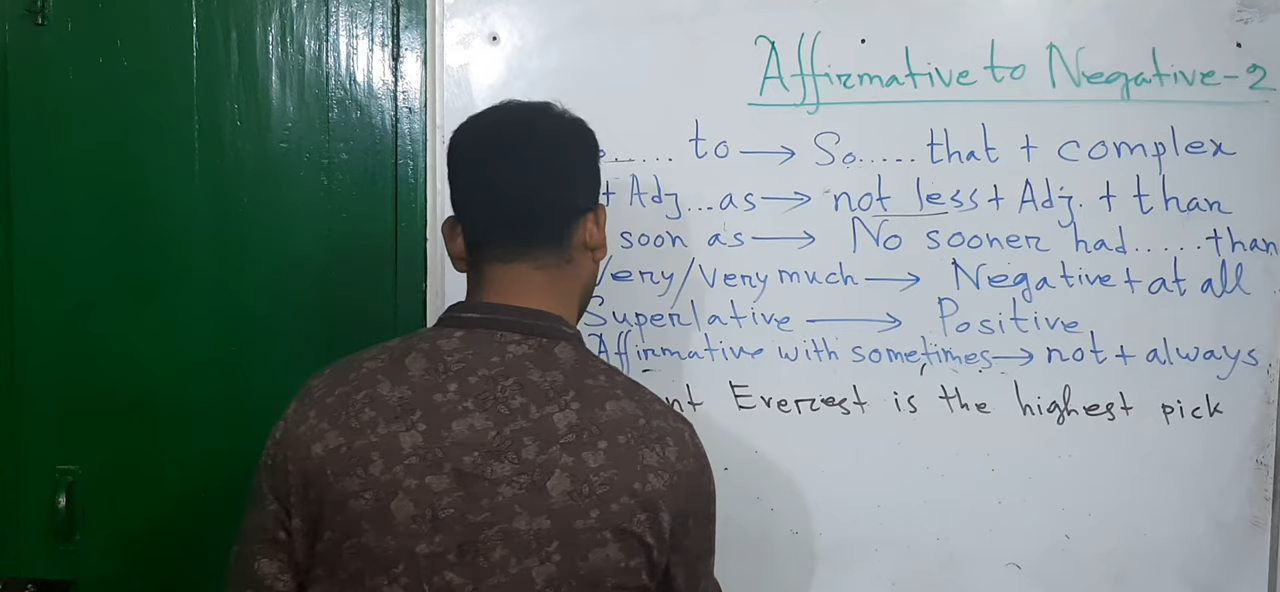 Affirmative to Negative-2
...... to → So..... that + complex
+ Adj...as → not less + Adj. + than
soon as → No sooner had.....than
Very/Very much → Negative + at all
Superlative → Positive
Affirmative with sometimes → not + always
nt Everest is the highest pick